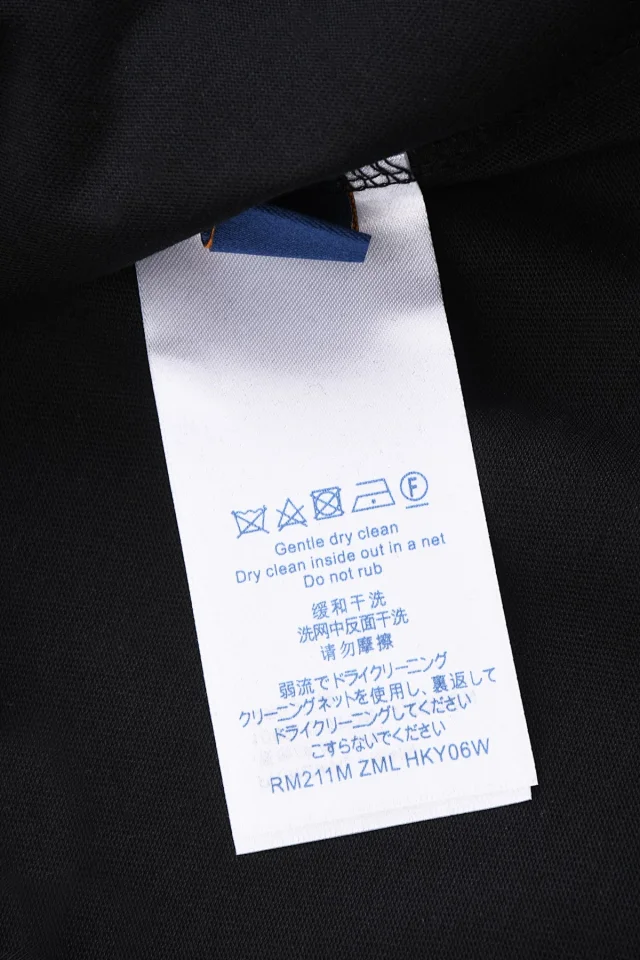 F
Gentle dry clean
Dry clean inside out in a net
Do not rub
缓和干洗
洗网中反面干洗
请勿摩擦
弱流でドライクリーニング
クリーニングネットを使用し、裏返して
ドライクリーニングしてください
こすらないでください
RM211M ZML HKY06W